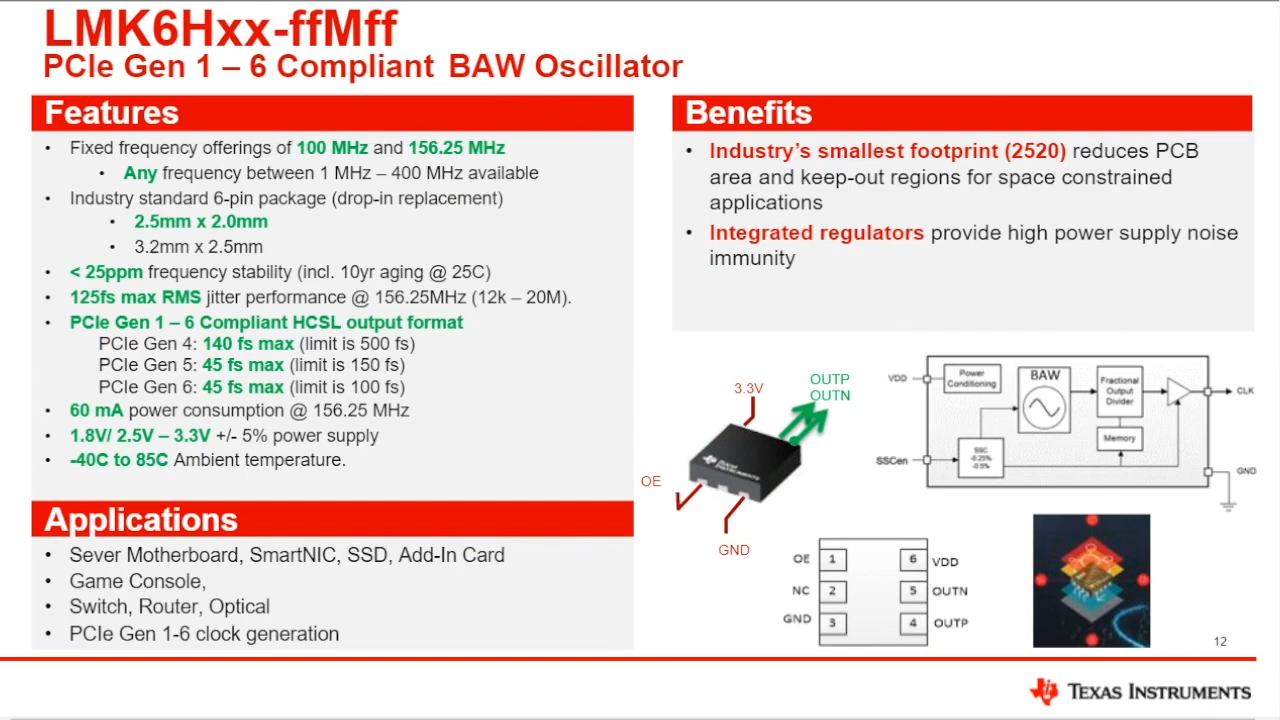 LMK6Hxx-ffMff
PCIe Gen 1 – 6 Compliant BAW Oscillator
Features
• Fixed frequency offerings of 100 MHz and 156.25 MHz
• Any frequency between 1 MHz – 400 MHz available
• Industry standard 6-pin package (drop-in replacement)
• 2.5mm x 2.0mm
• 3.2mm x 2.5mm
• < 25ppm frequency stability (incl. 10yr aging @ 25C)
• 125fs max RMS jitter performance @ 156.25MHz (12k – 20M).
• PCIe Gen 1 – 6 Compliant HCSL output format
PCIe Gen 4: 140 fs max (limit is 500 fs)
PCIe Gen 5: 45 fs max (limit is 150 fs)
PCIe Gen 6: 45 fs max (limit is 100 fs)
• 60 mA power consumption @ 156.25 MHz
• 1.8V/ 2.5V – 3.3V +/- 5% power supply
• -40C to 85C Ambient temperature.
Applications
• Sever Motherboard, SmartNIC, SSD, Add-In Card
• Game Console,
• Switch, Router, Optical
• PCIe Gen 1-6 clock generation
Benefits
• Industry's smallest footprint (2520) reduces PCB
area and keep-out regions for space constrained
applications
• Integrated regulators provide high power supply noise
immunity
3.3V
OUTP
OUTN
TEXAS
INSTRUMENTS
OE
GND
VDD
Power
Conditioning
BAW
Fractional
Output
Divider
CLK
Memory
SSCen
SSC
-0.25%
-0.5%
GND
OE 1 6 VDD
NC 2 5 OUTN
GND 3 4 OUTP
12
TEXAS INSTRUMENTS